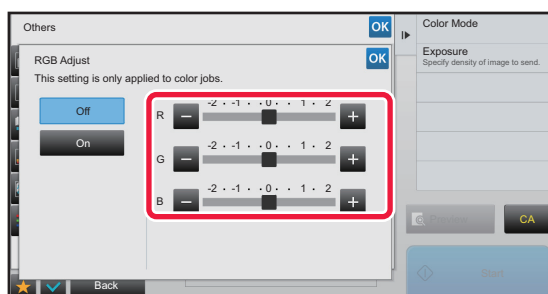 Others
OK
RGB Adjust
OK
This setting is only applied to color jobs.
Off
On
R
-2 · -1 · · 0 · · 1 · 2
− +
G
-2 · -1 · · 0 · · 1 · 2
− +
B
-2 · -1 · · 0 · · 1 · 2
− +
Back
Color Mode
Exposure
Specify density of image to send.
Preview
CA
Start